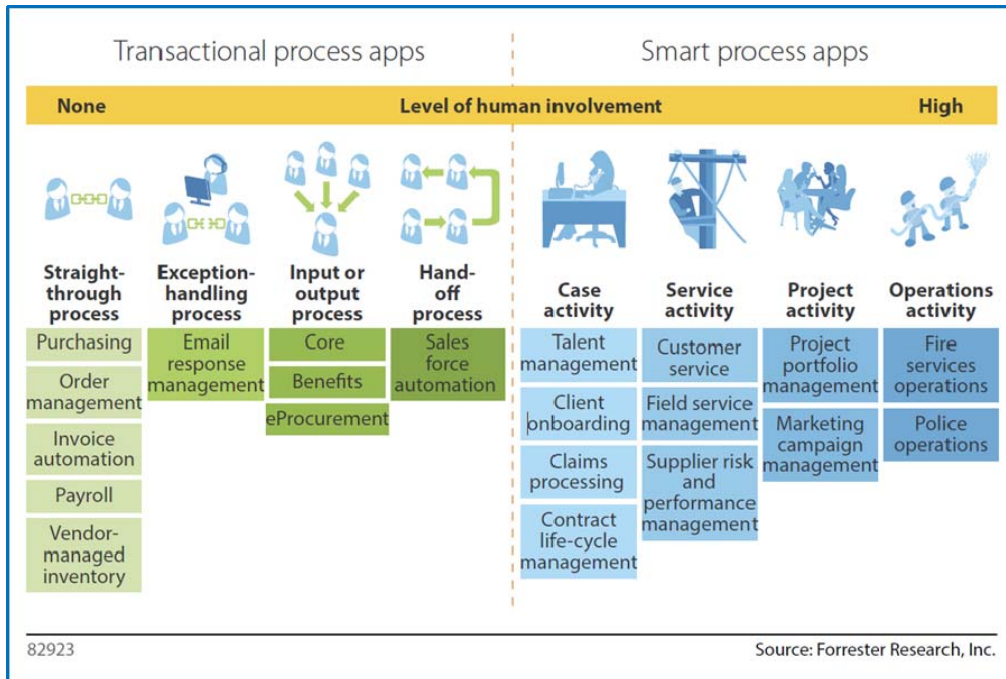 Transactional process apps
Smart process apps
None
Level of human involvement
High
Straight-
through
process
Exception-
handling
process
Input or
output
process
Hand-
off
process
Case
activity
Service
activity
Project
activity
Operations
activity
Purchasing
Order
management
Invoice
automation
Payroll
Vendor-
managed
inventory
Email
response
management
Core
Benefits
eProcurement
Sales
force
automation
Talent
management
Client
onboarding
Claims
processing
Contract
life-cycle
management
Customer
service
Field service
management
Supplier risk
and
performance
management
Project
portfolio
management
Marketing
campaign
management
Fire
services
operations
Police
operations
82923
Source: Forrester Research, Inc.